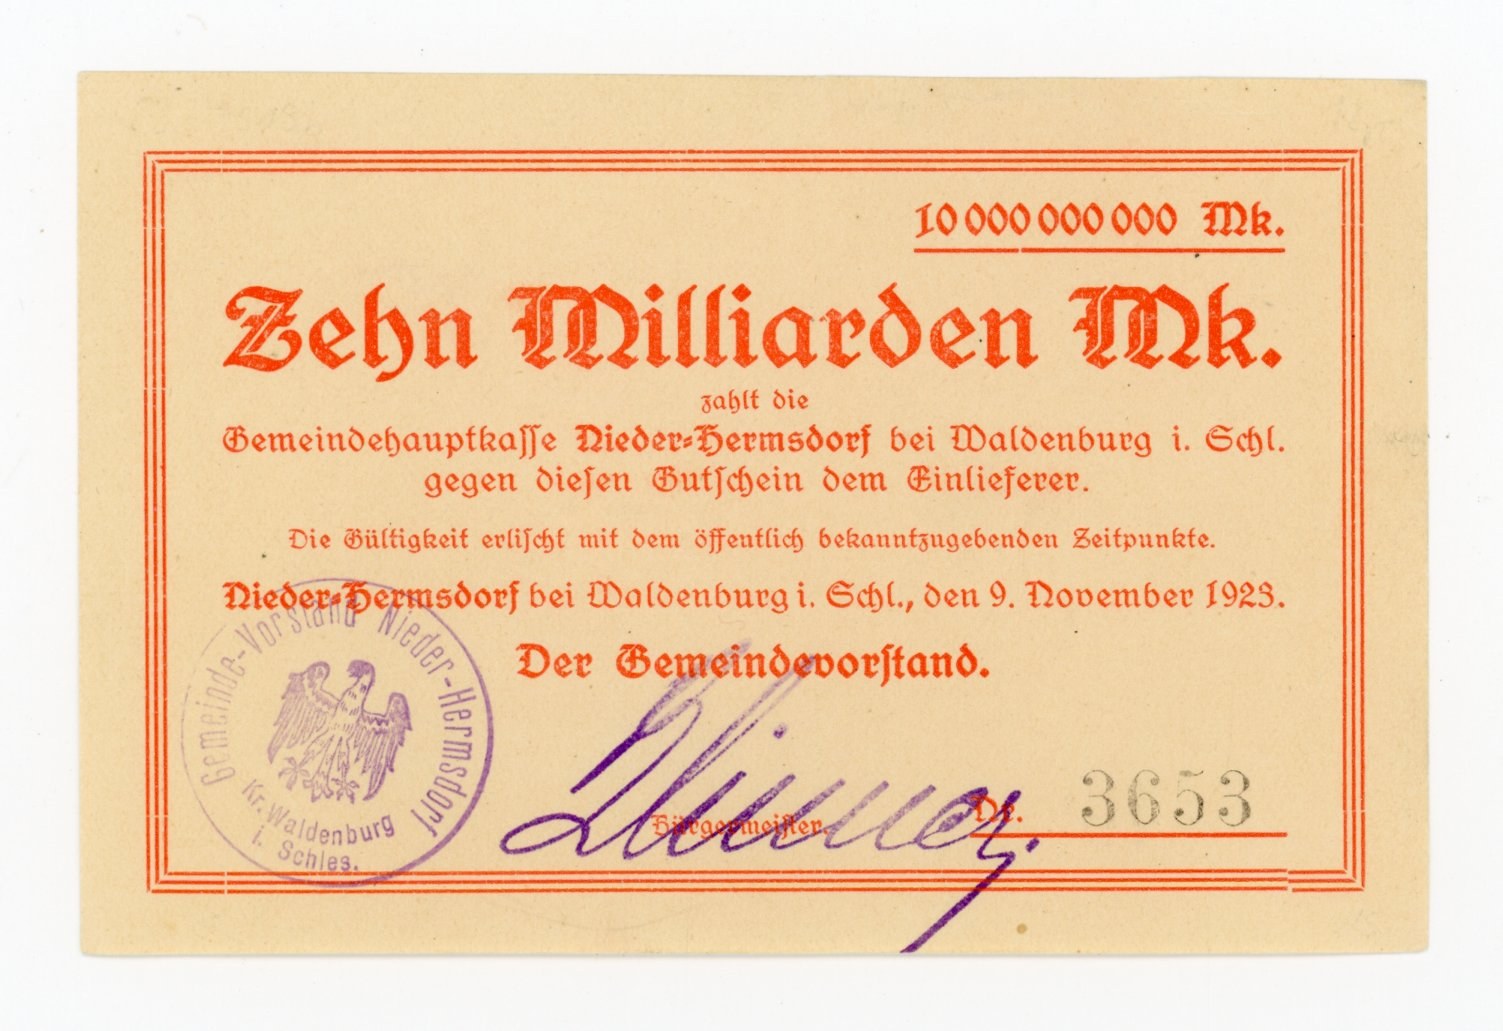 10 000 000 000 Mk.
Zehn Milliarden Mk.
zahlt die
Gemeindehauptkasse Nieder-Hermsdorf bei Waldenburg i. Schl.
gegen diesen Gutschein dem Einlieferer.
Die Gültigkeit erlischt mit dem öffentlich bekanntzugebenden Zeitpunkte.
Nieder-Hermsdorf bei Waldenburg i. Schl., den 9. November 1923.
Der Gemeindevorstand.
Gemeinde-Vorstand Nieder-Hermsdorf
Kr. Waldenburg
i. Schles.
Bürgermeister.
Nr. 3653